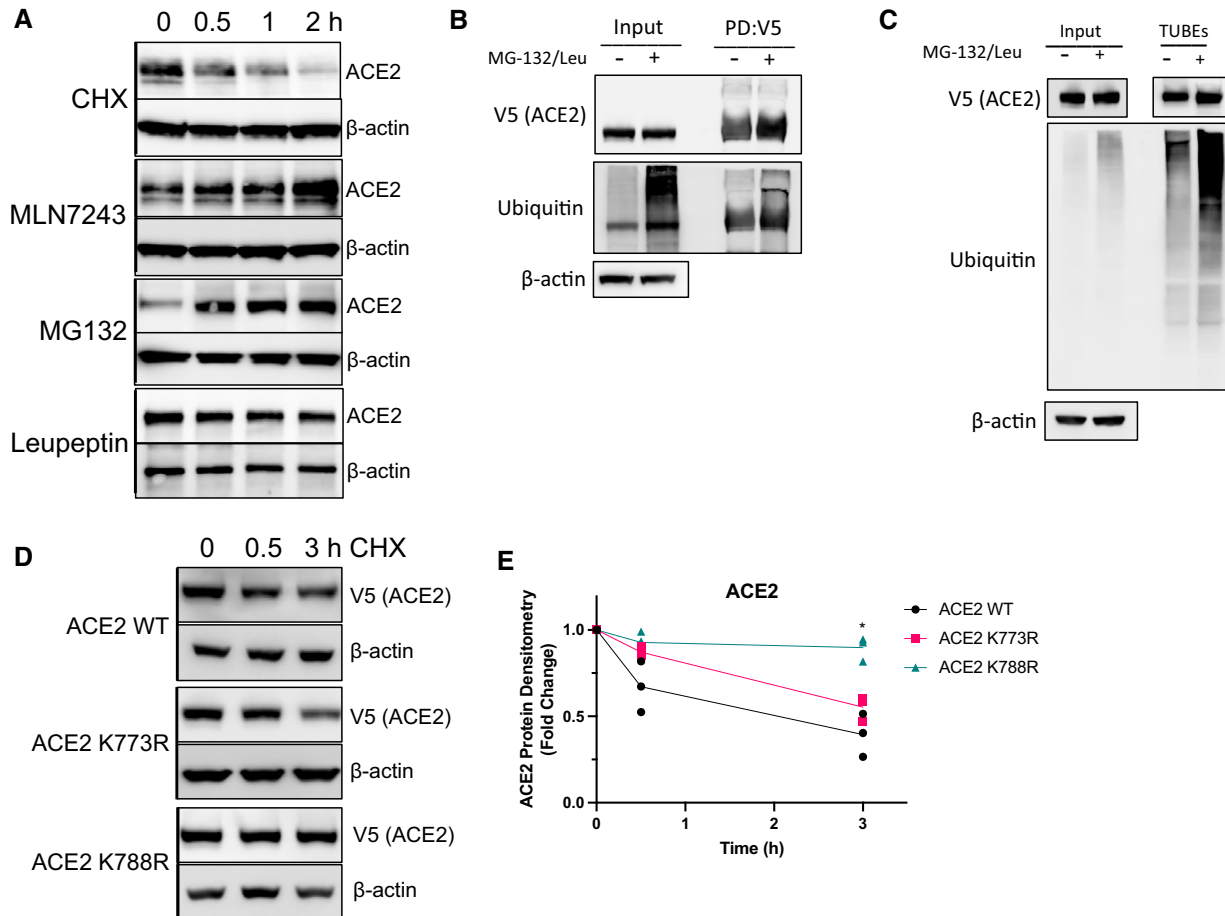 A
0 0.5 1 2 h
CHX
ACE2
β-actin
MLN7243
ACE2
β-actin
MG132
ACE2
β-actin
Leupeptin
ACE2
β-actin
B
Input PD:V5
MG-132/Leu - + - +
V5 (ACE2)
Ubiquitin
β-actin
C
Input TUBEs
MG-132/Leu - + - +
V5 (ACE2)
Ubiquitin
β-actin
D
0 0.5 3 h CHX
ACE2 WT
V5 (ACE2)
β-actin
ACE2 K773R
V5 (ACE2)
β-actin
ACE2 K788R
V5 (ACE2)
β-actin
E
ACE2
ACE2 Protein Densitometry
(Fold Change)
1.0
0.5
0.0
0 1 2 3
Time (h)
*
ACE2 WT
ACE2 K773R
ACE2 K788R